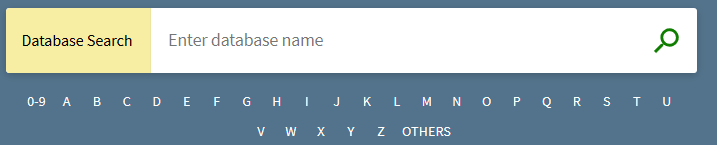 Database Search Enter database name
0-9 A B C D E F G H I J K L M N O P Q R S T U
V W X Y Z OTHERS